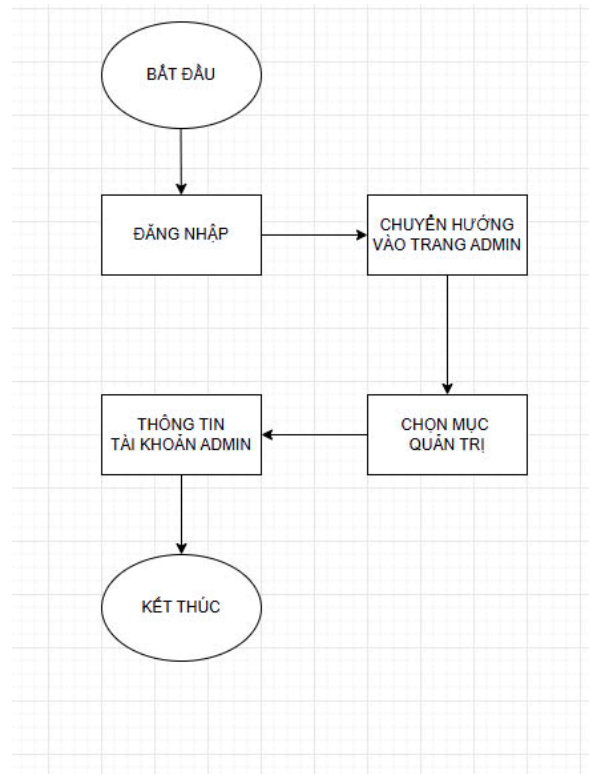 BẮT ĐẦU
ĐĂNG NHẬP
CHUYỂN HƯỚNG
VÀO TRANG ADMIN
CHỌN MỤC
QUẢN TRỊ
THÔNG TIN
TÀI KHOẢN ADMIN
KẾT THÚC